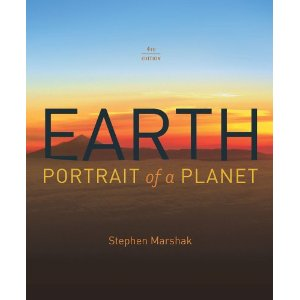 4TH
EDITION
EARTH
PORTRAIT of a PLANET
Stephen Marshak